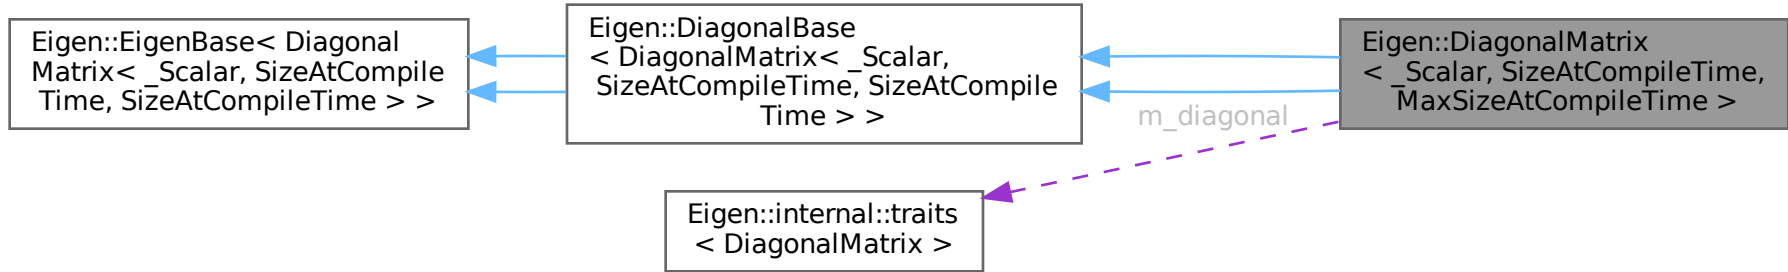 Eigen::EigenBase< Diagonal
Matrix< _Scalar, SizeAtCompile
Time, SizeAtCompileTime > >
Eigen::DiagonalBase
< DiagonalMatrix< _Scalar,
SizeAtCompileTime, SizeAtCompile
Time > >
Eigen::DiagonalMatrix
< _Scalar, SizeAtCompileTime,
MaxSizeAtCompileTime >
m_diagonal
Eigen::internal::traits
< DiagonalMatrix >